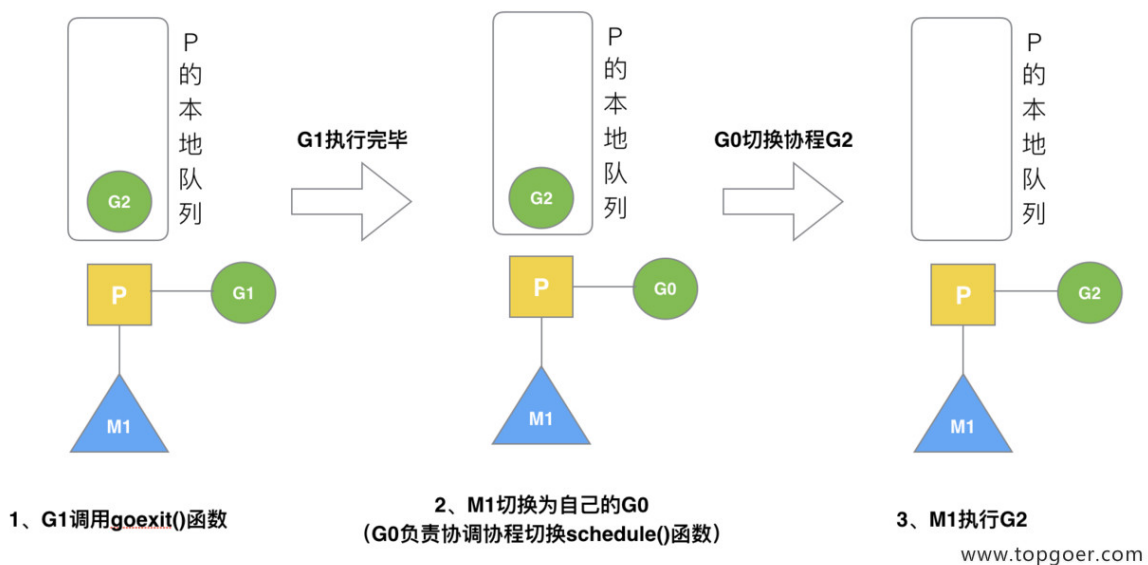 P的本地队列
G2
P
G1
M1
1、G1调用goexit()函数
G1执行完毕
P的本地队列
G2
P
G0
M1
2、M1切换为自己的G0
（G0负责协调协程切换schedule()函数）
G0切换协程G2
P的本地队列
P
G2
M1
3、M1执行G2
www.topgoer.com